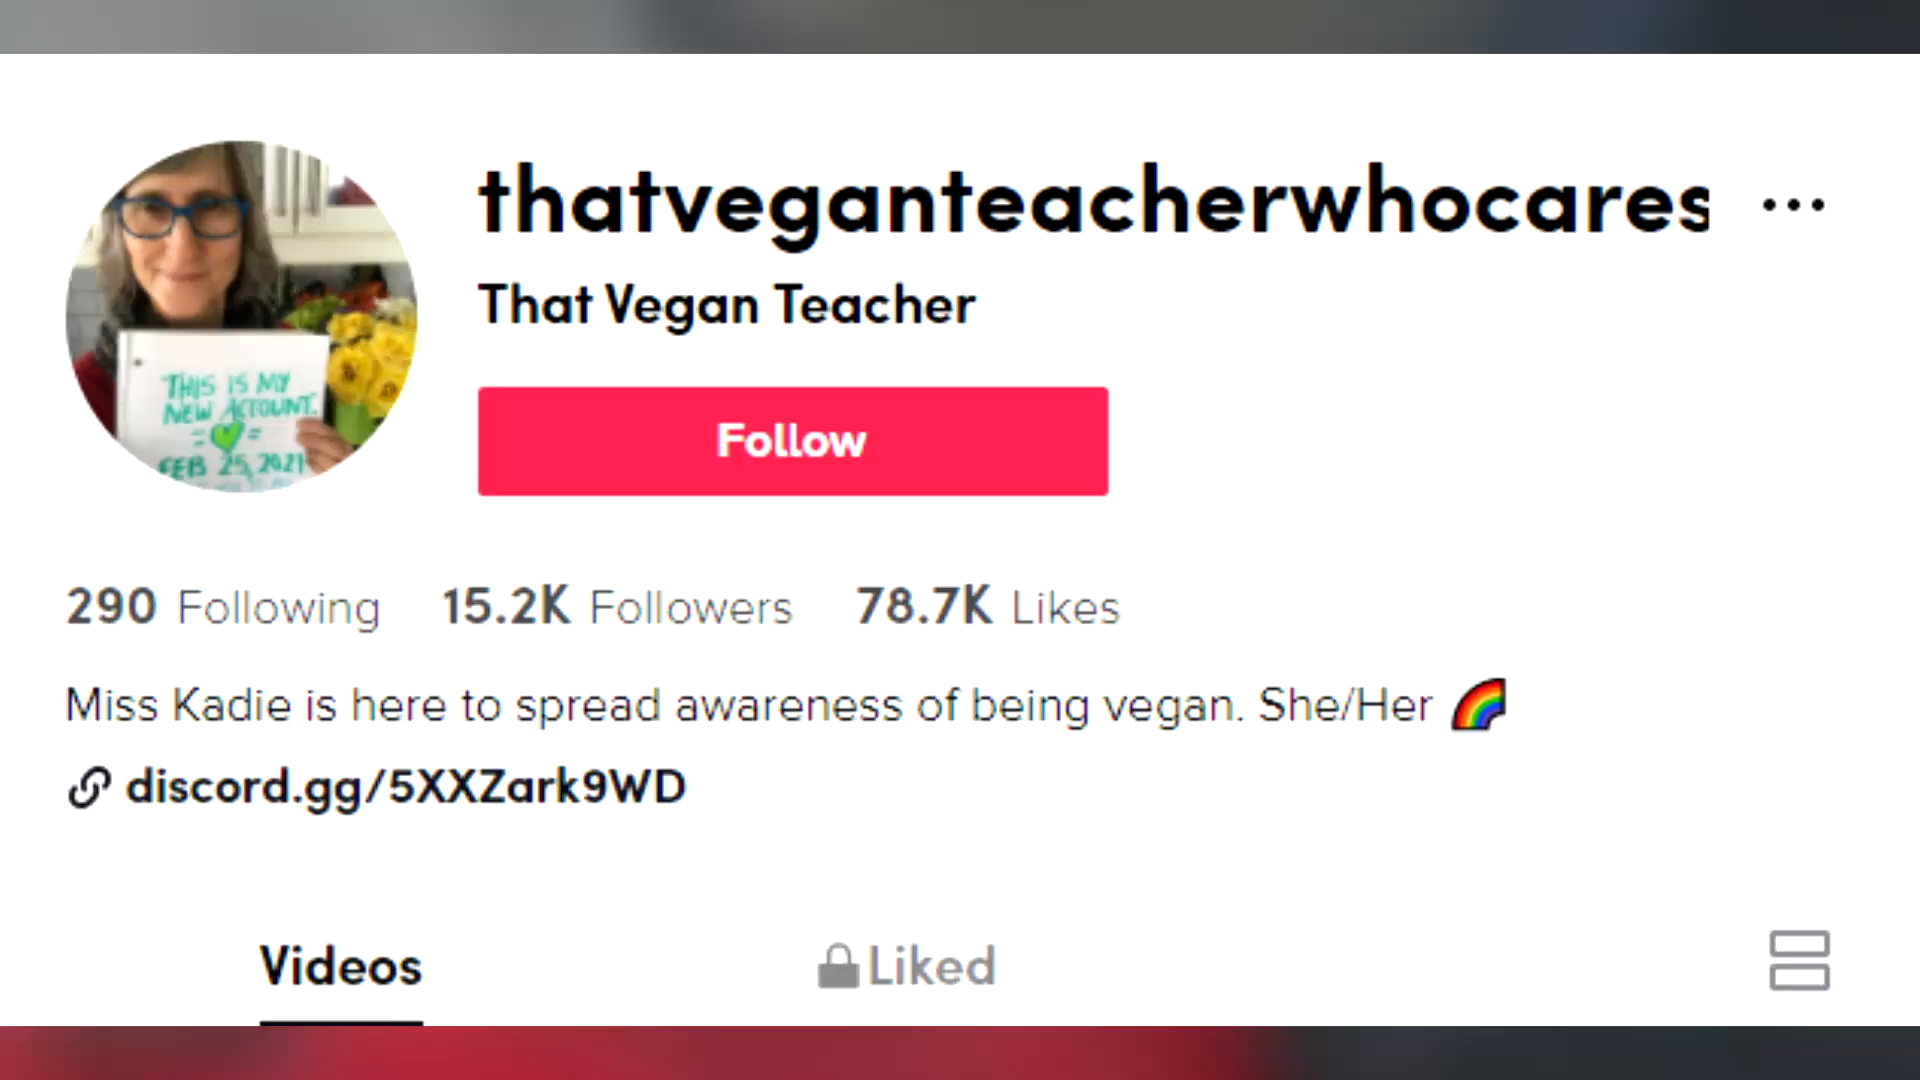 thatveganteacherwhocares
That Vegan Teacher
THIS IS MY
NEW ACCOUNT.
FEB 25, 2021
Follow
290 Following 15.2K Followers 78.7K Likes
Miss Kadie is here to spread awareness of being vegan. She/Her 🌈
discord.gg/5XXZark9WD
Videos Liked